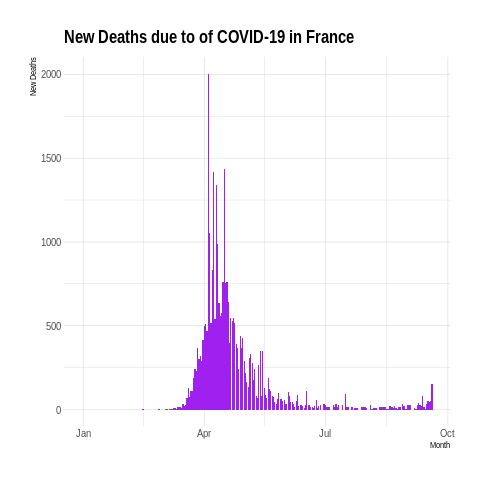 New Deaths due to of COVID-19 in France
New Deaths
2000
1500
1000
500
0
Jan Apr Jul Oct
Month